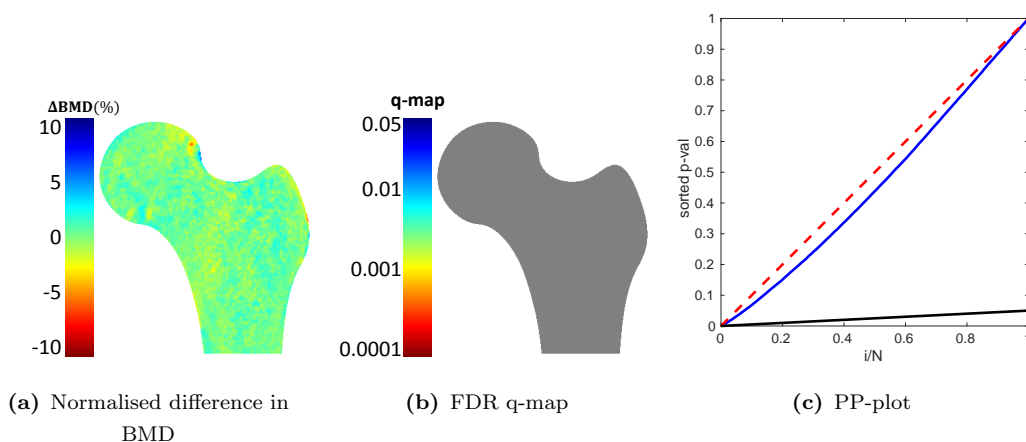 ΔBMD(%)
10
5
0
-5
-10
q-map
0.05
0.01
0.001
0.0001
1
0.9
0.8
0.7
0.6
0.5
0.4
0.3
0.2
0.1
0
sorted p-val
0 0.2 0.4 0.6 0.8 1
i/N
(a) Normalised difference in
BMD
(b) FDR q-map
(c) PP-plot